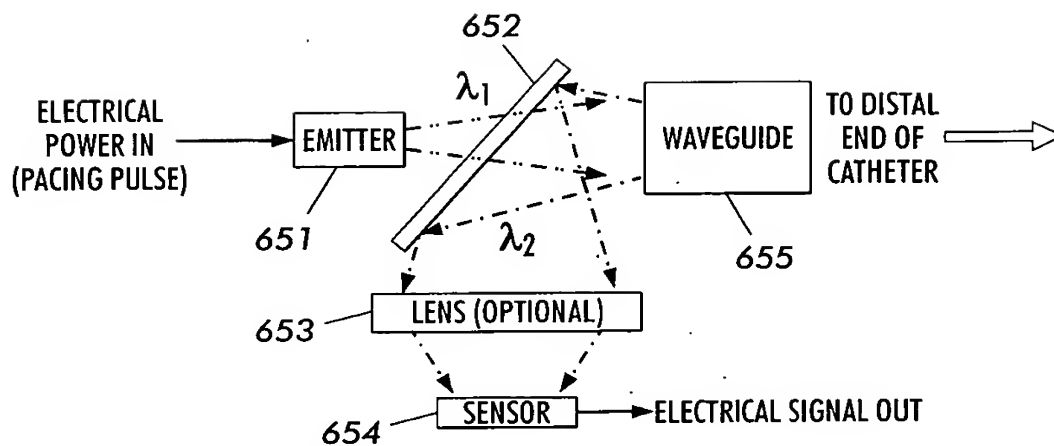 652
λ1
ELECTRICAL
POWER IN
(PACING PULSE)
EMITTER
WAVEGUIDE
TO DISTAL
END OF
CATHETER
651
λ2
655
LENS (OPTIONAL)
653
SENSOR
ELECTRICAL SIGNAL OUT
654